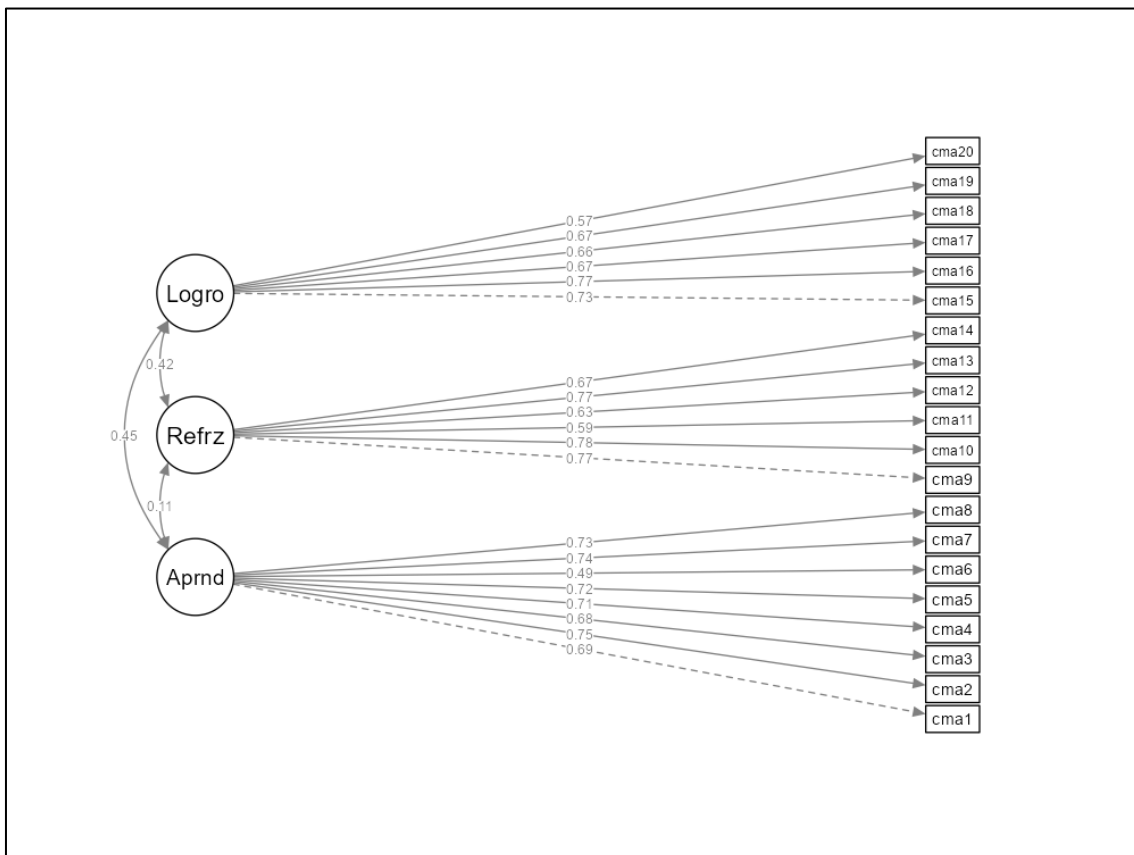 cma20
cma19
cma18
0.57
0.67
cma17
0.66
0.67
cma16
0.77
Logro
0.73
cma15
cma14
0.42
cma13
0.67
0.77
cma12
0.63
0.59
cma11
Refrz
0.45
0.78
cma10
0.77
cma9
0.11
cma8
0.73
cma7
0.74
0.49
cma6
Aprnd
0.72
cma5
0.71
0.68
cma4
0.75
0.69
cma3
cma2
cma1